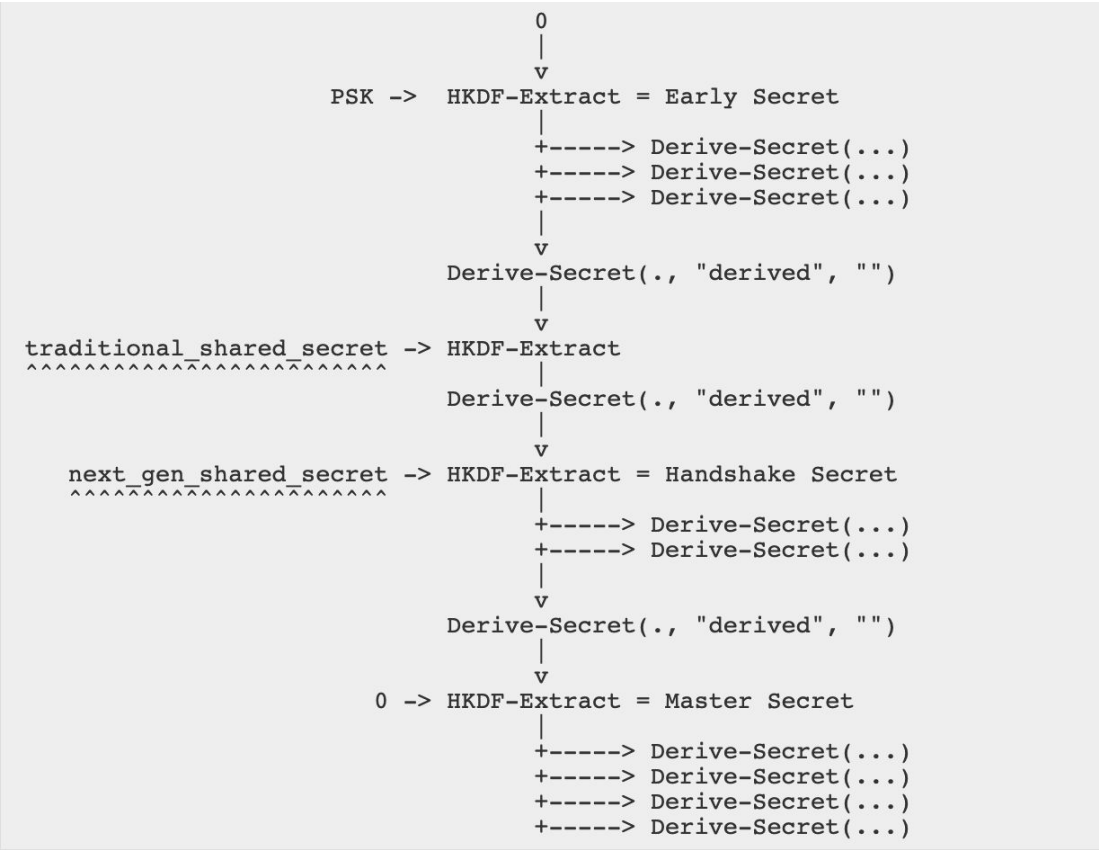 0
|
v
PSK ->  HKDF-Extract = Early Secret
|
+-----> Derive-Secret(...)
+-----> Derive-Secret(...)
+-----> Derive-Secret(...)
|
v
Derive-Secret(., "derived", "")
|
v
traditional_shared_secret -> HKDF-Extract
^^^^^^^^^^^^^^^^^^^^^^^^^ |
Derive-Secret(., "derived", "")
|
v
next_gen_shared_secret -> HKDF-Extract = Handshake Secret
^^^^^^^^^^^^^^^^^^^^^^ |
+-----> Derive-Secret(...)
+-----> Derive-Secret(...)
|
v
Derive-Secret(., "derived", "")
|
v
0 -> HKDF-Extract = Master Secret
|
+-----> Derive-Secret(...)
+-----> Derive-Secret(...)
+-----> Derive-Secret(...)
+-----> Derive-Secret(...)